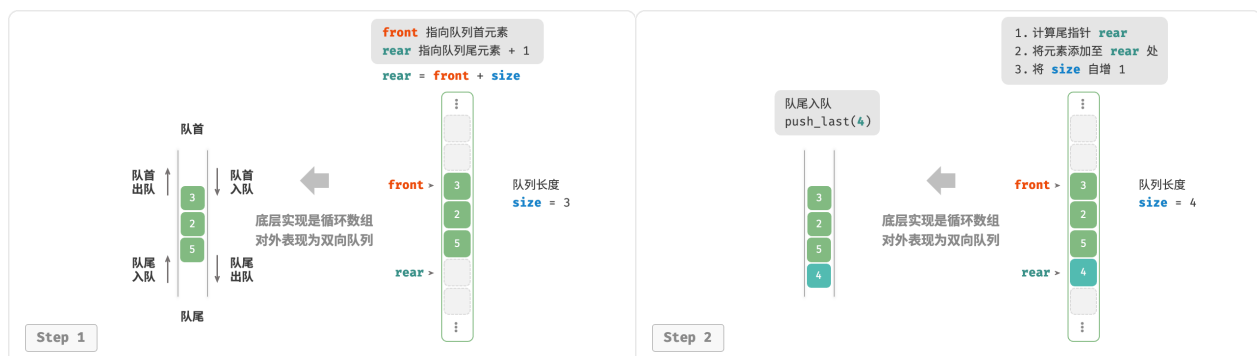 front 指向队列首元素
rear 指向队列尾元素 + 1
rear = front + size
队首
队首
出队
队首
入队
3
2
5
队尾
入队
队尾
出队
队尾
底层实现是循环数组
对外表现为双向队列
front
3
2
5
rear
队列长度
size = 3
Step 1
1. 计算尾指针 rear
2. 将元素添加至 rear 处
3. 将 size 自增 1
队尾入队
push_last(4)
3
2
5
4
底层实现是循环数组
对外表现为双向队列
front
3
2
5
rear
4
队列长度
size = 4
Step 2